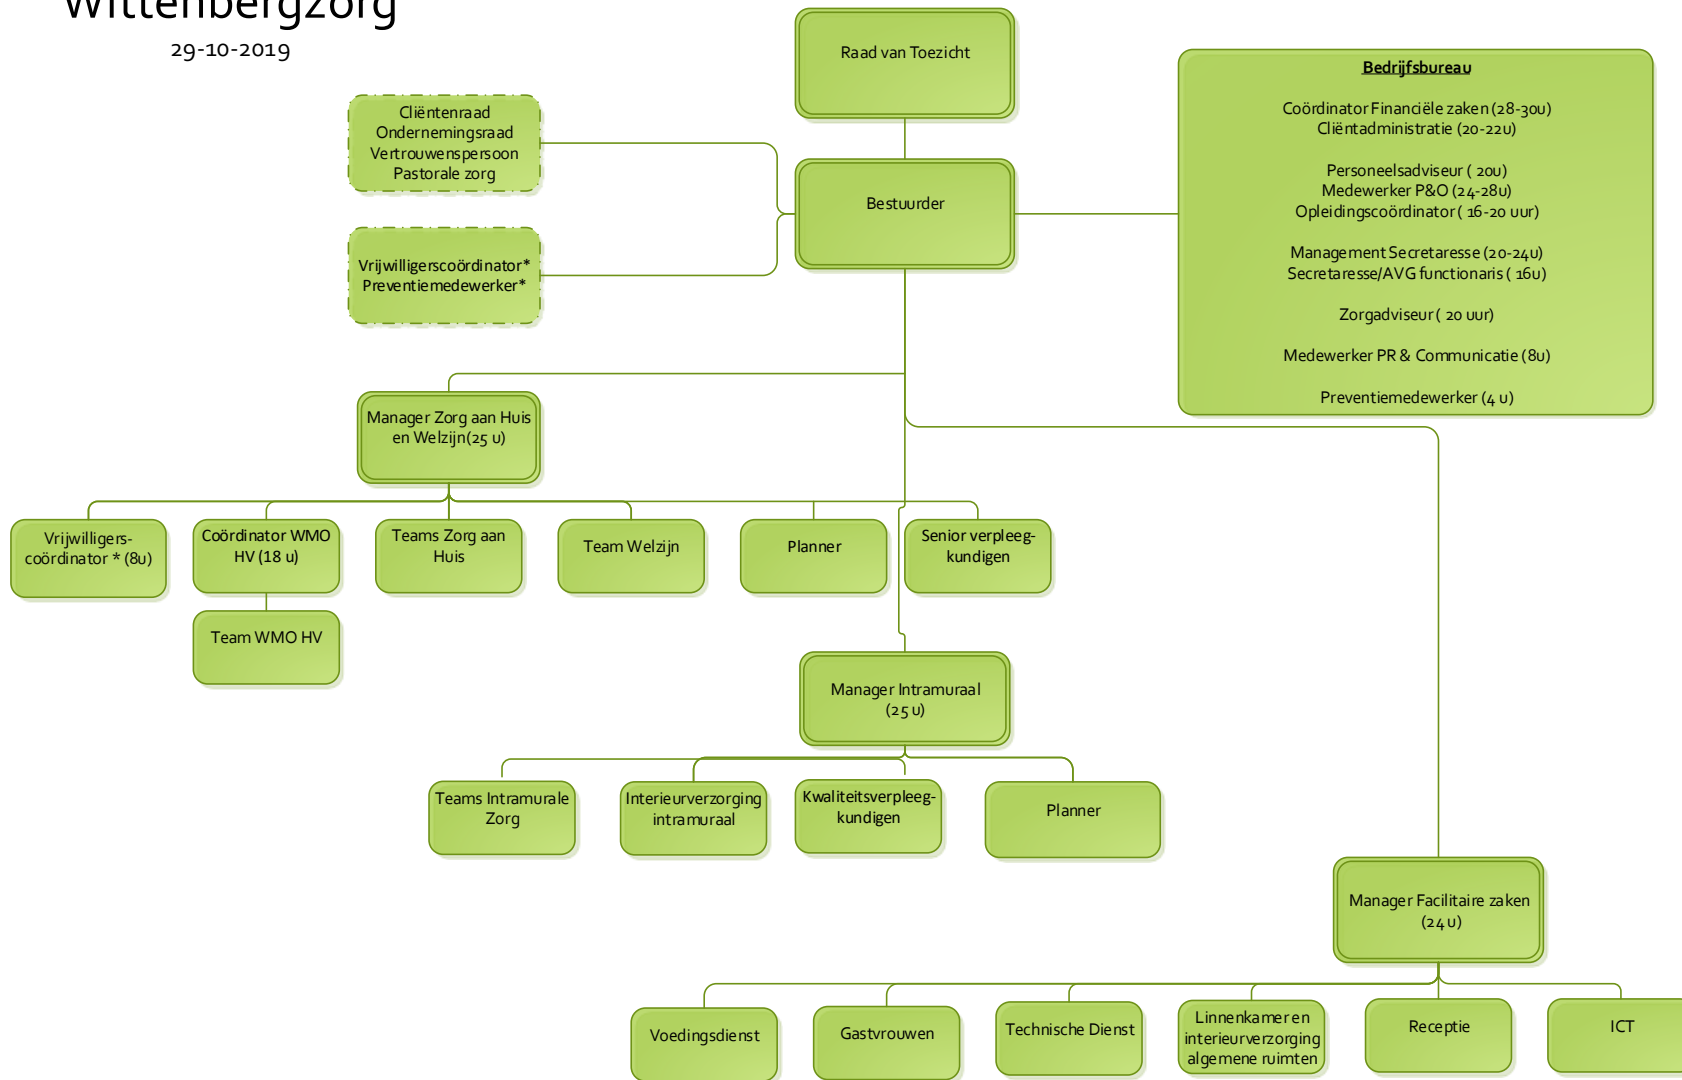 Wittenbergzorg
29-10-2019
Raad van Toezicht
Bestuurder
Cliëntenraad
Ondernemingsraad
Vertrouwenspersoon
Pastorale zorg
Vrijwilligerscoördinator*
Preventiemedewerker*
Bedrijfsbureau
Coördinator Financiële zaken (28-30u)
Cliëntadministratie (20-22u)
Personeelsadviseur ( 20u)
Medewerker P&O (24-28u)
Opleidingscoördinator ( 16-20 uur)
Management Secretaresse (20-24u)
Secretaresse/AVG functionaris ( 16u)
Zorgadviseur ( 20 uur)
Medewerker PR & Communicatie (8u)
Preventiemedewerker (4 u)
Manager Zorg aan Huis
en Welzijn(25 u)
Vrijwilligers-
coördinator * (8u)
Coördinator WMO
HV (18 u)
Teams Zorg aan
Huis
Team Welzijn
Planner
Senior verpleeg-
kundigen
Team WMO HV
Manager Intramuraal
(25 u)
Teams Intramurale
Zorg
Interieurverzorging
intramuraal
Kwaliteitsverpleeg-
kundigen
Planner
Manager Facilitaire zaken
(24 u)
Voedingsdienst
Gastvrouwen
Technische Dienst
Linnenkamer en
interieurverzorging
algemene ruimten
Receptie
ICT